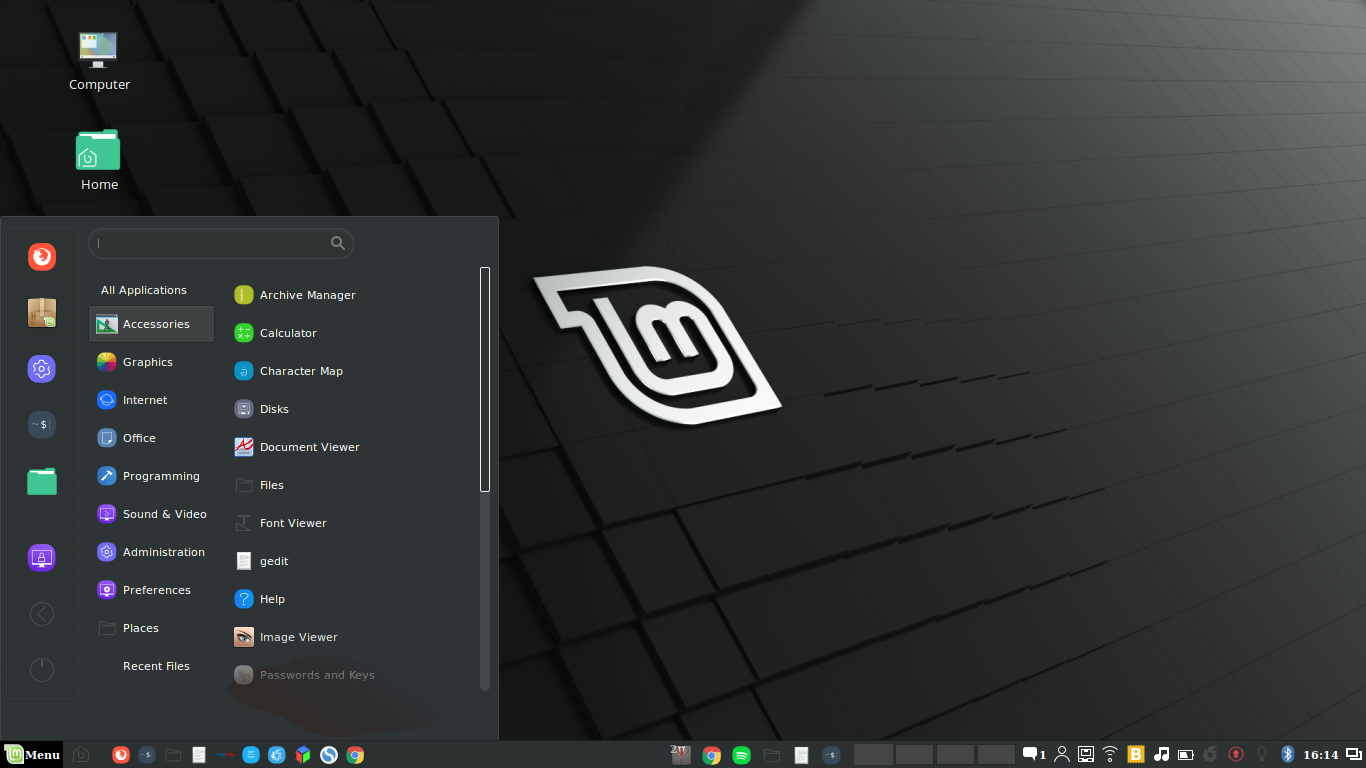 Computer
Home
All Applications
Accessories
Graphics
Internet
Office
Programming
Sound & Video
Administration
Preferences
Places
Recent Files
Archive Manager
Calculator
Character Map
Disks
Document Viewer
Files
Font Viewer
gedit
Help
Image Viewer
Passwords and Keys
~$
Menu
~$
2
~$
1
B
16:14